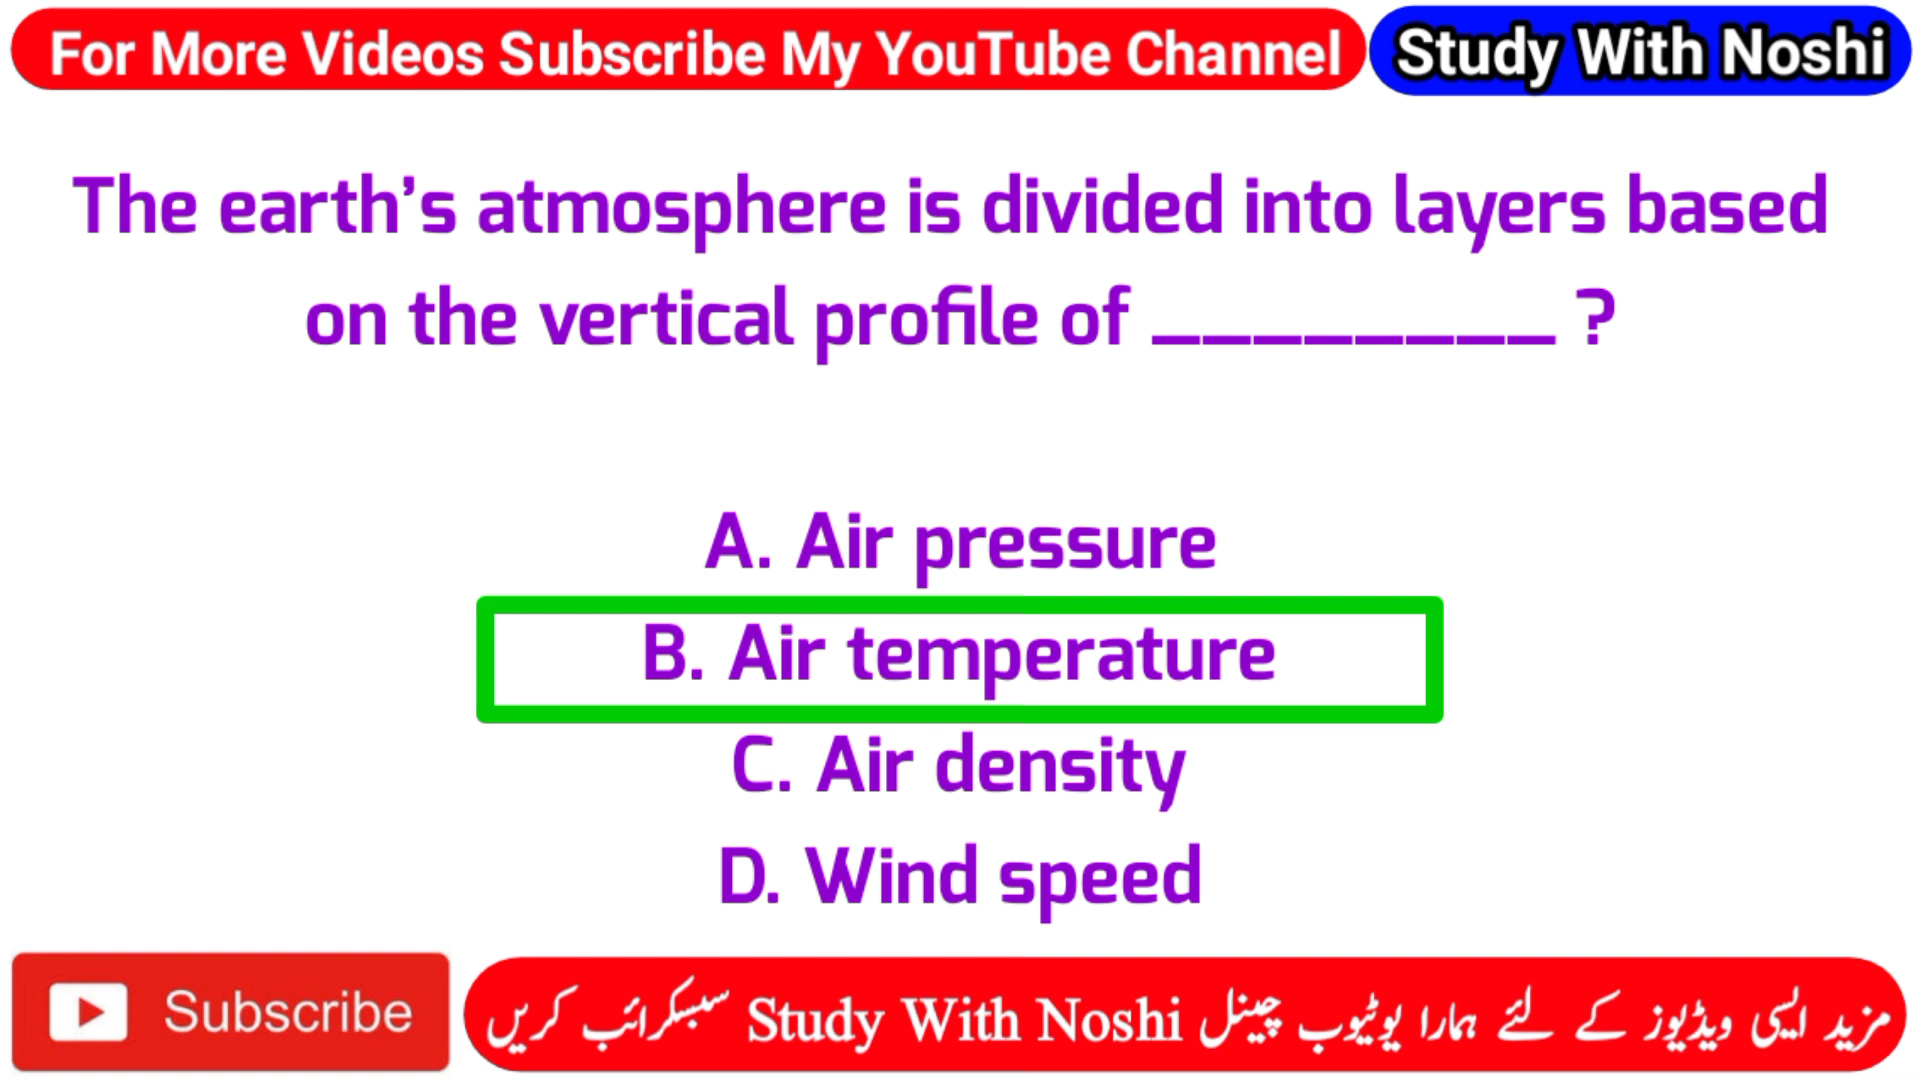 For More Videos Subscribe My YouTube Channel
Study With Noshi
The earth’s atmosphere is divided into layers based
on the vertical profile of ________ ?
A. Air pressure
B. Air temperature
C. Air density
D. Wind speed
Subscribe
مزید ایسی ویڈیوز کے لئے ہمارا یوٹیوب چینل Study With Noshi سبسکرائب کریں